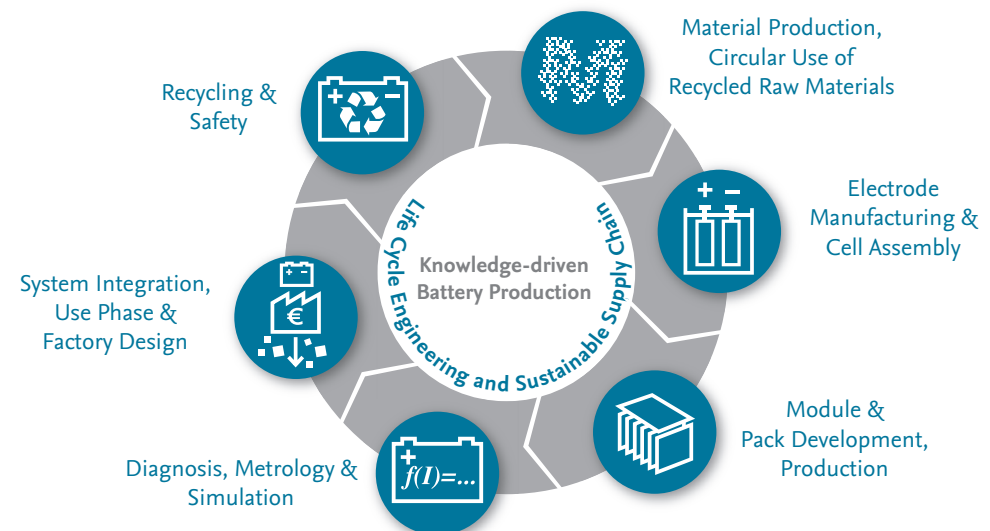 Material Production,
Circular Use of
Recycled Raw Materials
Recycling &
Safety
+ −
Electrode
Manufacturing &
Cell Assembly
+ −
Life Cycle Engineering and Sustainable Supply Chain
Knowledge-driven
Battery Production
System Integration,
Use Phase &
Factory Design
+ −
€
Module &
Pack Development,
Production
Diagnosis, Metrology &
Simulation
+
f(I)=...